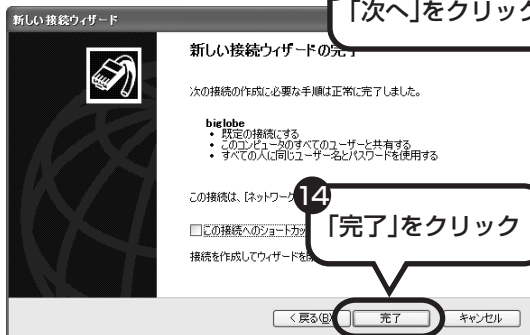 「次へ」をクリック
新しい接続ウィザード
新しい接続ウィザードの完了
次の接続の作成に必要な手順は正常に完了しました。
biglobe
• 既定の接続にする
• このコンピュータのすべてのユーザーと共有する
• すべての人に同じユーザー名とパスワードを使用する
この接続は、[ネットワーク
14
「完了」をクリック
この接続へのショートカッ
接続を作成してウィザードを
< 戻る(B)
完了
キャンセル